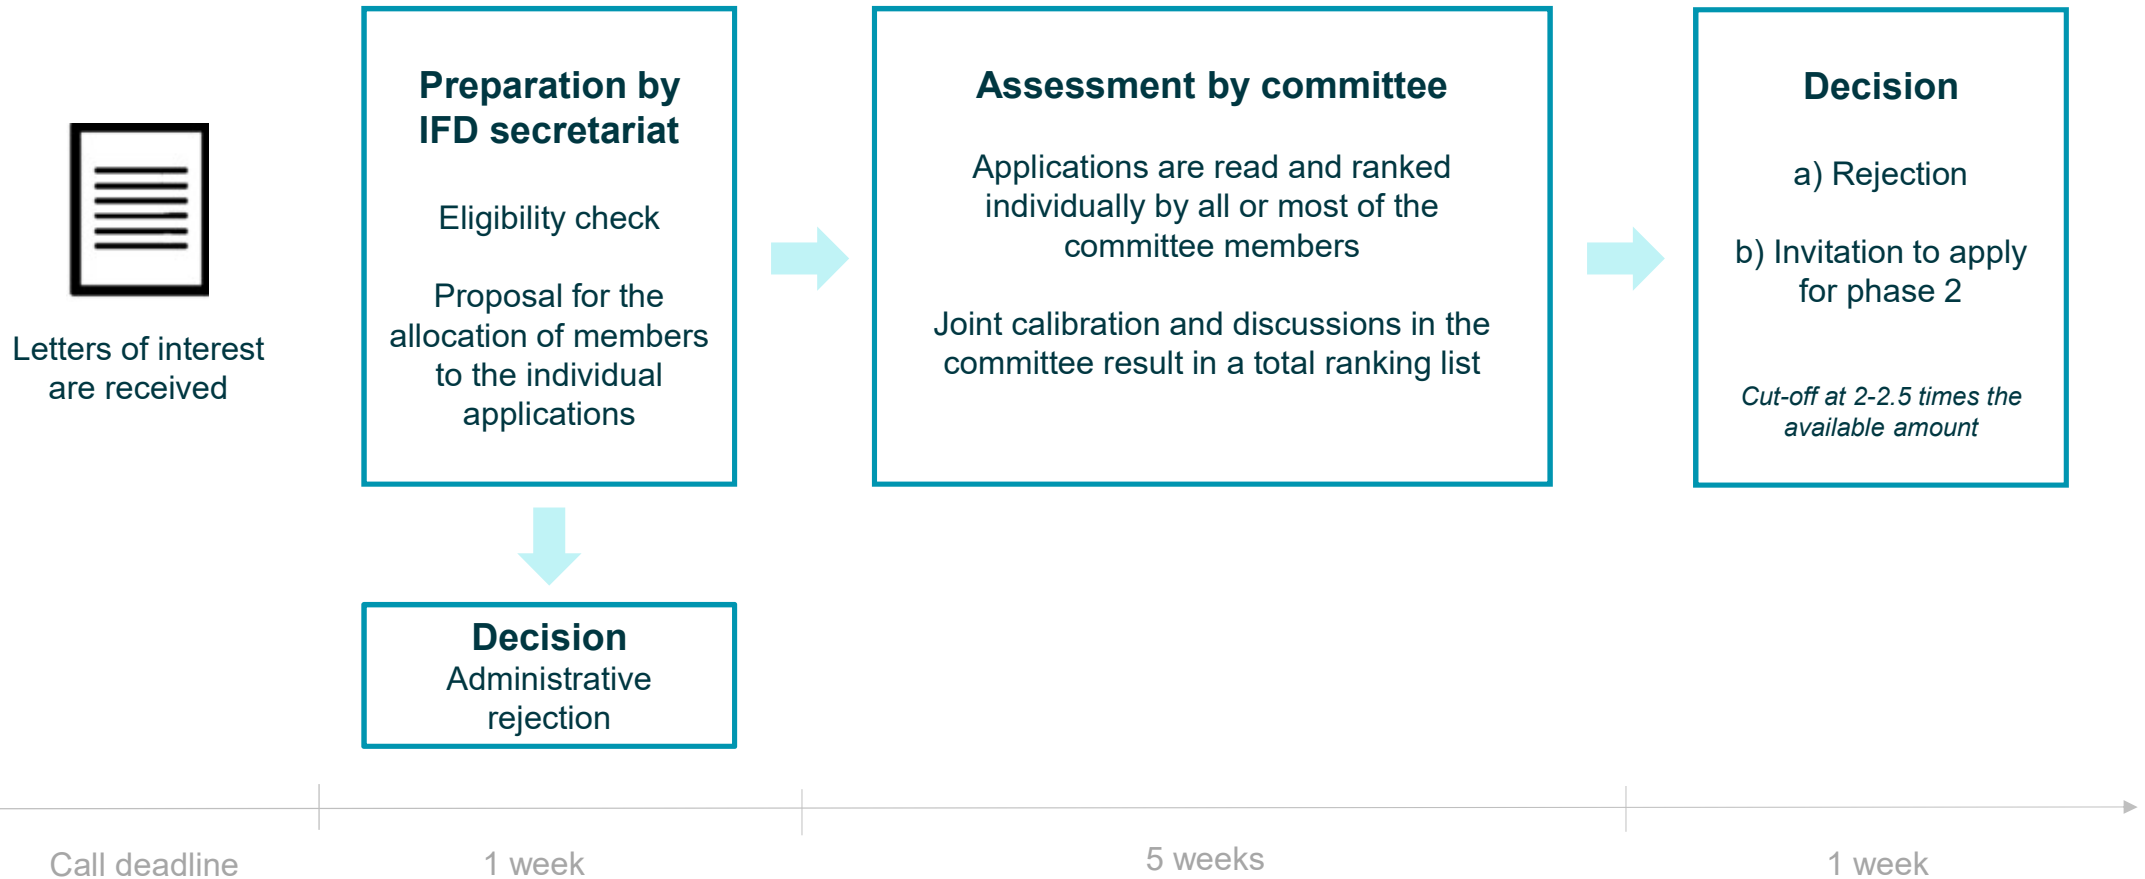 Letters of interest
are received
Preparation by
IFD secretariat
Eligibility check
Proposal for the
allocation of members
to the individual
applications
Decision
Administrative
rejection
Assessment by committee
Applications are read and ranked
individually by all or most of the
committee members
Joint calibration and discussions in the
committee result in a total ranking list
Decision
a) Rejection
b) Invitation to apply
for phase 2
Cut-off at 2-2.5 times the
available amount
Call deadline
1 week
5 weeks
1 week